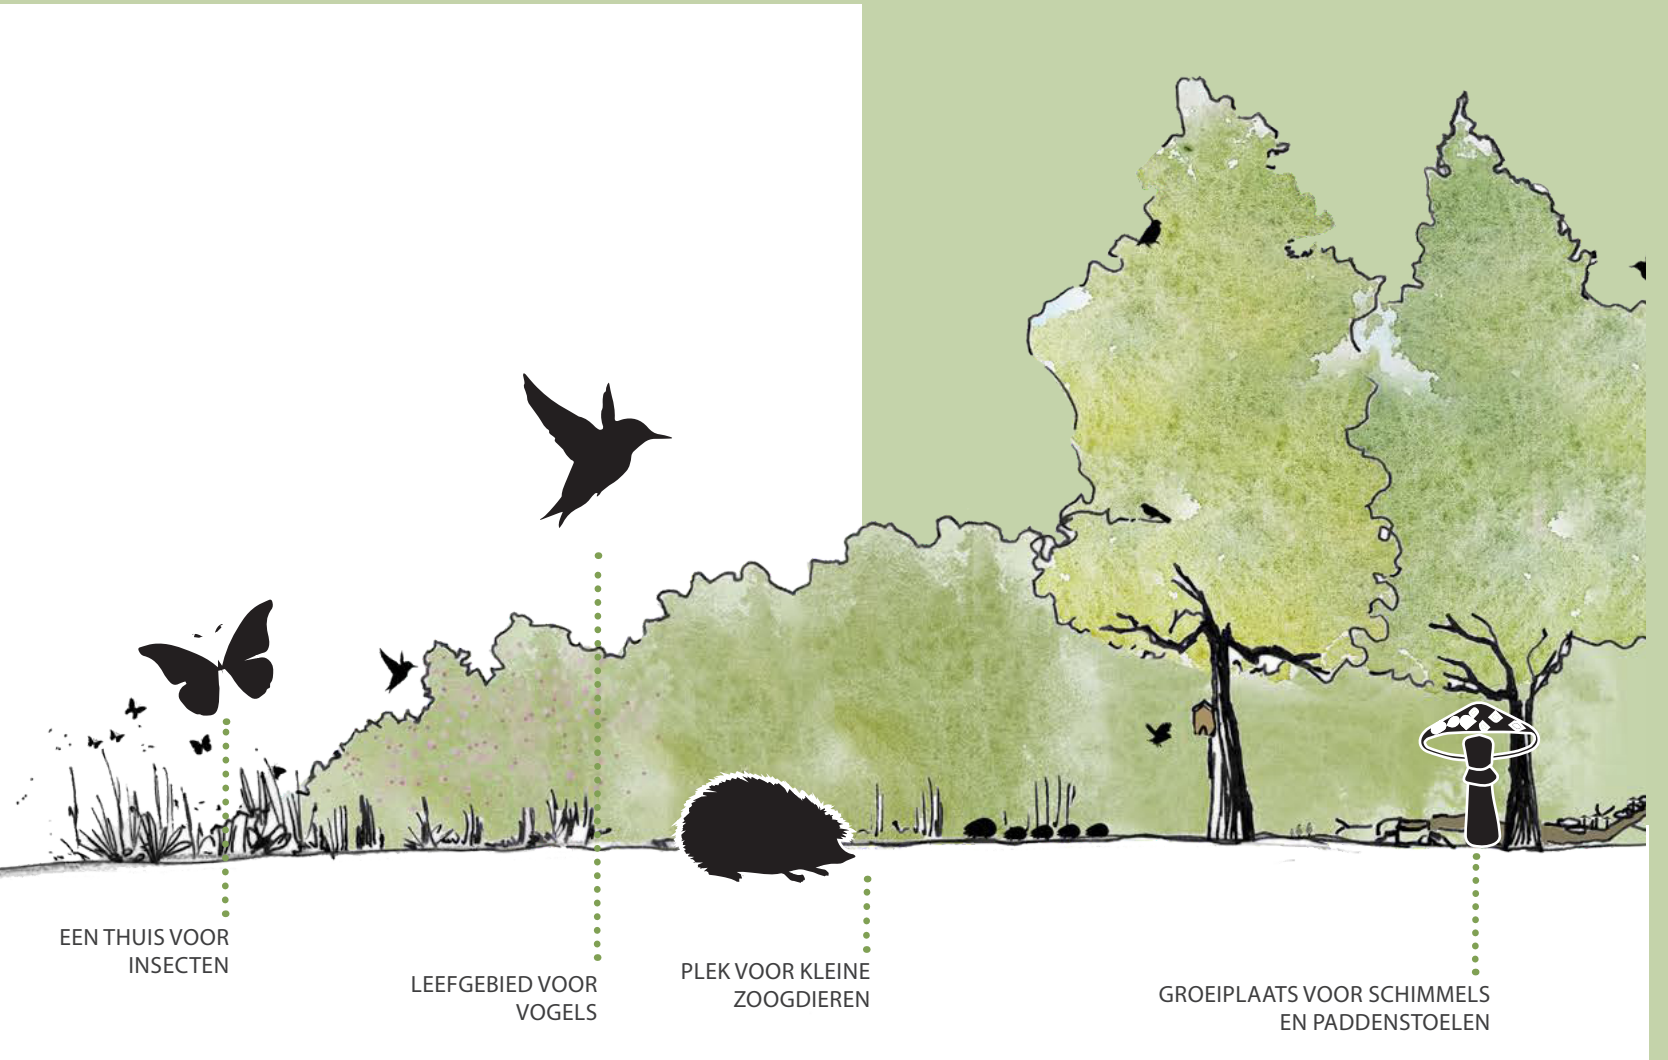 EEN THUIS VOOR
INSECTEN
LEEFGEBIED VOOR
VOGELS
PLEK VOOR KLEINE
ZOOGDIEREN
GROEIPLAATS VOOR SCHIMMELS
EN PADDENSTOELEN